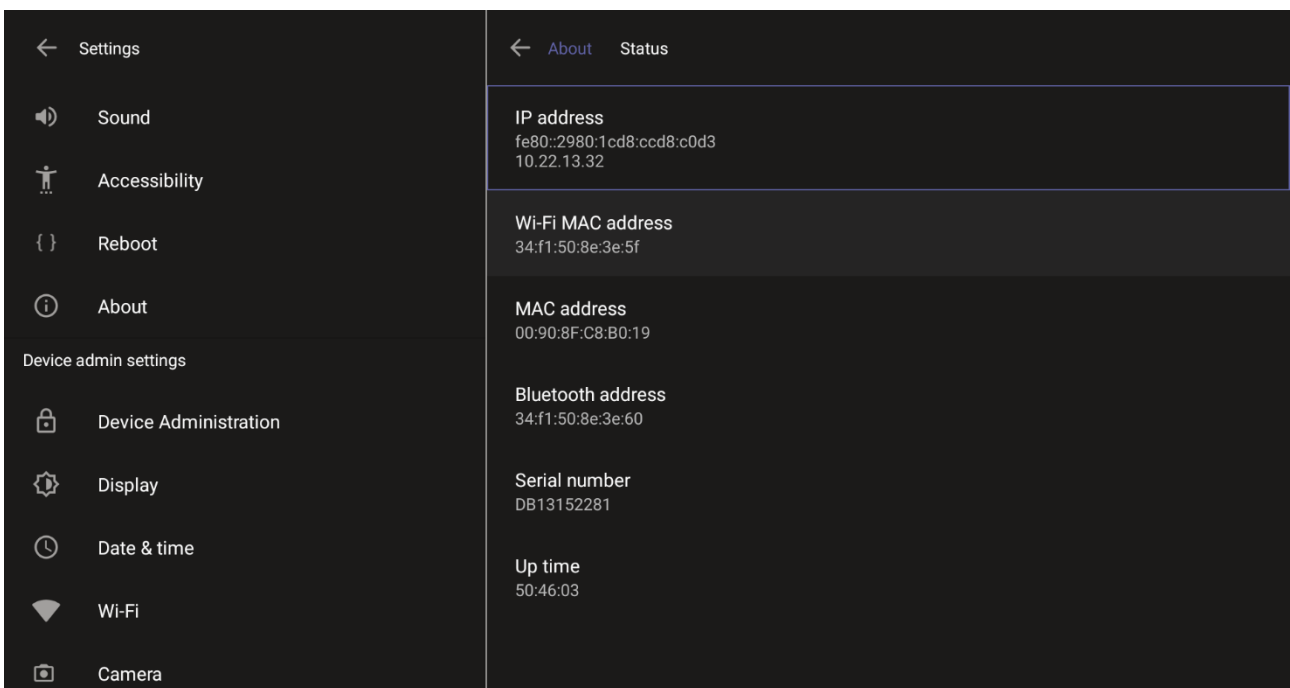 Settings
Sound
Accessibility
{ } Reboot
About
Device admin settings
Device Administration
Display
Date & time
Wi-Fi
Camera
About Status
IP address
fe80::2980:1cd8:ccd8:c0d3
10.22.13.32
Wi-Fi MAC address
34:f1:50:8e:3e:5f
MAC address
00:90:8F:C8:B0:19
Bluetooth address
34:f1:50:8e:3e:60
Serial number
DB13152281
Up time
50:46:03